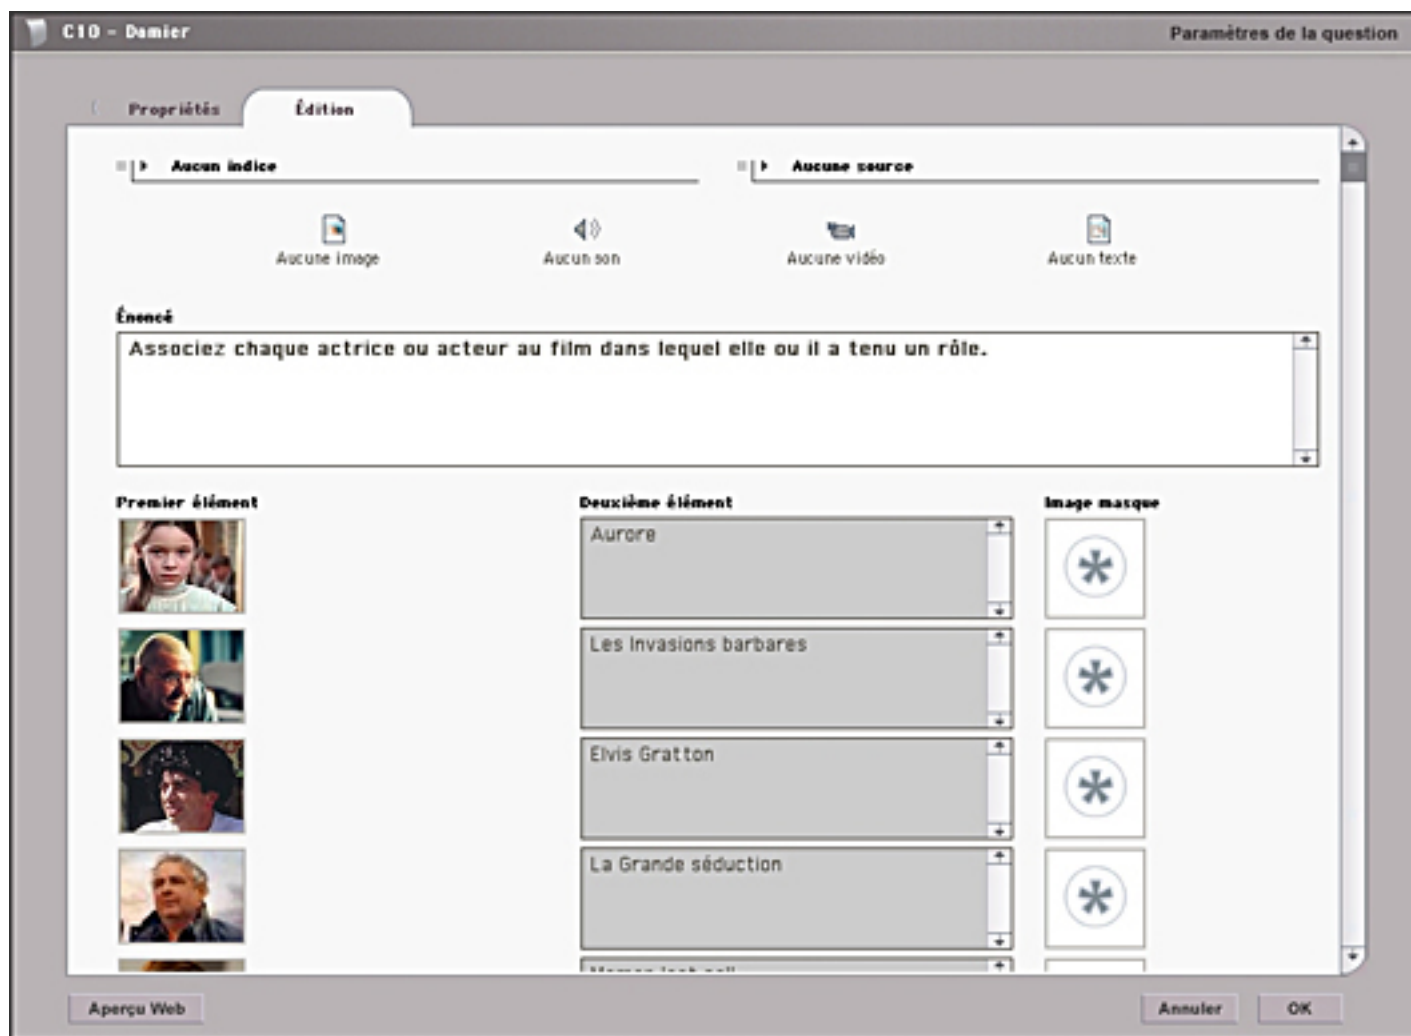 C10 - Damier
Paramètres de la question
Propriétés
Édition
Aucun indice
Aucune source
Aucune image
Aucun son
Aucune vidéo
Aucun texte
Énoncé
Associez chaque actrice ou acteur au film dans lequel elle ou il a tenu un rôle.
Premier élément
Deuxième élément
Image masque
Aurore
Les Invasions barbares
Elvis Gratton
La Grande séduction
Aperçu Web
Annuler
OK